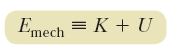 E_mech ≡ K + U